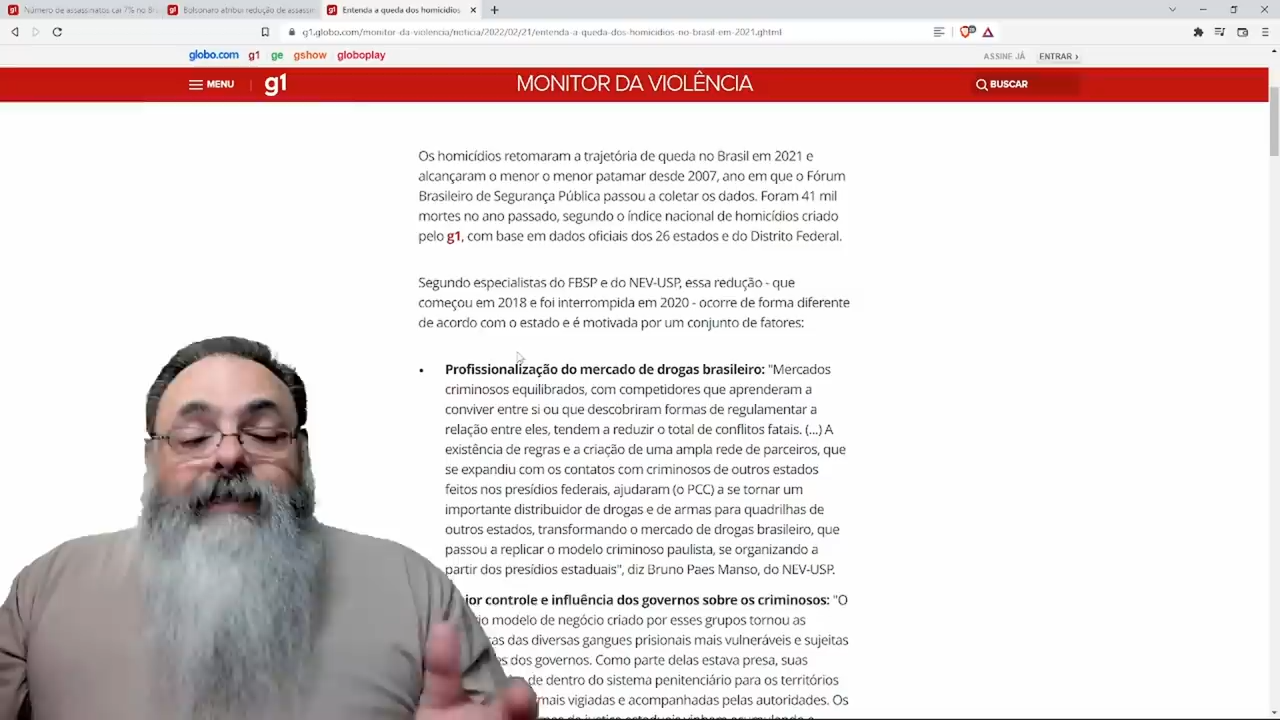 Número de assassinatos cai 7% no Br
Bolsonaro atribui redução de assassin
Entenda a queda dos homicídios
g1.globo.com/monitor-da-violencia/noticia/2022/02/21/entenda-a-queda-dos-homicidios-no-brasil-em-2021.ghtml
globo.com g1 ge gshow globoplay
ASSINE JÁ ENTRAR ›
MENU g1 MONITOR DA VIOLÊNCIA BUSCAR
Os homicídios retomaram a trajetória de queda no Brasil em 2021 e
alcançaram o menor o menor patamar desde 2007, ano em que o Fórum
Brasileiro de Segurança Pública passou a coletar os dados. Foram 41 mil
mortes no ano passado, segundo o índice nacional de homicídios criado
pelo g1, com base em dados oficiais dos 26 estados e do Distrito Federal.
Segundo especialistas do FBSP e do NEV-USP, essa redução - que
começou em 2018 e foi interrompida em 2020 - ocorre de forma diferente
de acordo com o estado e é motivada por um conjunto de fatores:
• Profissionalização do mercado de drogas brasileiro: "Mercados
criminosos equilibrados, com competidores que aprenderam a
conviver entre si ou que descobriram formas de regulamentar a
relação entre eles, tendem a reduzir o total de conflitos fatais. (...) A
existência de regras e a criação de uma ampla rede de parceiros, que
se expandiu com os contatos com criminosos de outros estados
feitos nos presídios federais, ajudaram (o PCC) a se tornar um
importante distribuidor de drogas e de armas para quadrilhas de
outros estados, transformando o mercado de drogas brasileiro, que
passou a replicar o modelo criminoso paulista, se organizando a
partir dos presídios estaduais", diz Bruno Paes Manso, do NEV-USP.
controle e influência dos governos sobre os criminosos: "O
modelo de negócio criado por esses grupos tornou as
das diversas gangues prisionais mais vulneráveis e sujeitas
dos governos. Como parte delas estava presa, suas
de dentro do sistema penitenciário para os territórios
mais vigiadas e acompanhadas pelas autoridades. Os